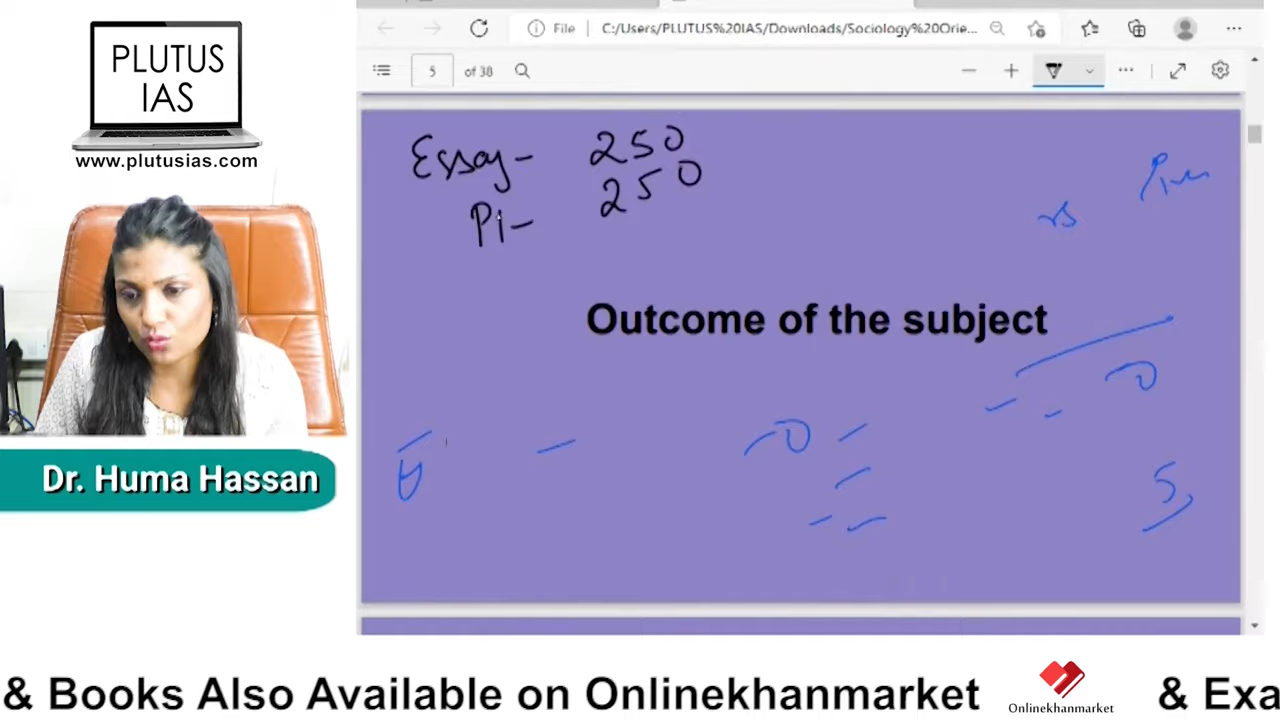 PLUTUS
IAS
www.plutusias.com
Dr. Huma Hassan
File C:/Users/PLUTUS%20IAS/Downloads/Sociology%20Orie...
5 of 38
Essay- 250
Pi- 250
Outcome of the subject
& Books Also Available on Onlinekhanmarket
Onlinekhanmarket
& Exa